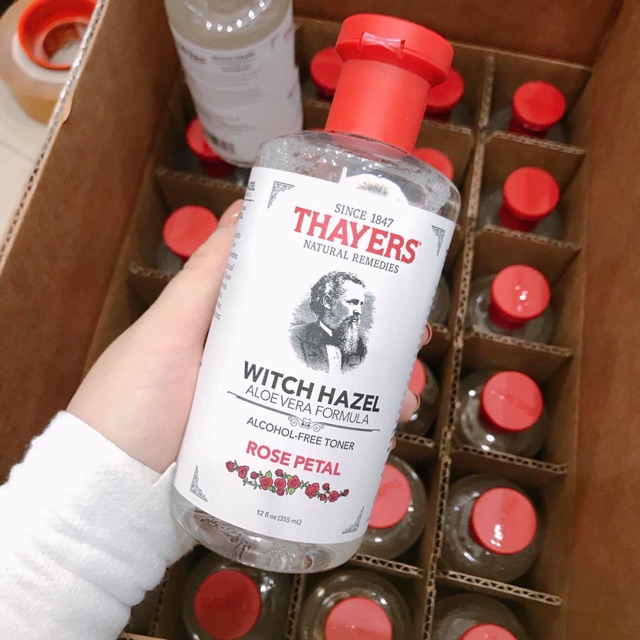 SINCE 1847
THAYERS
NATURAL REMEDIES
WITCH HAZEL
ALOE VERA FORMULA
ALCOHOL-FREE TONER
ROSE PETAL
12 fl oz (355 mL)